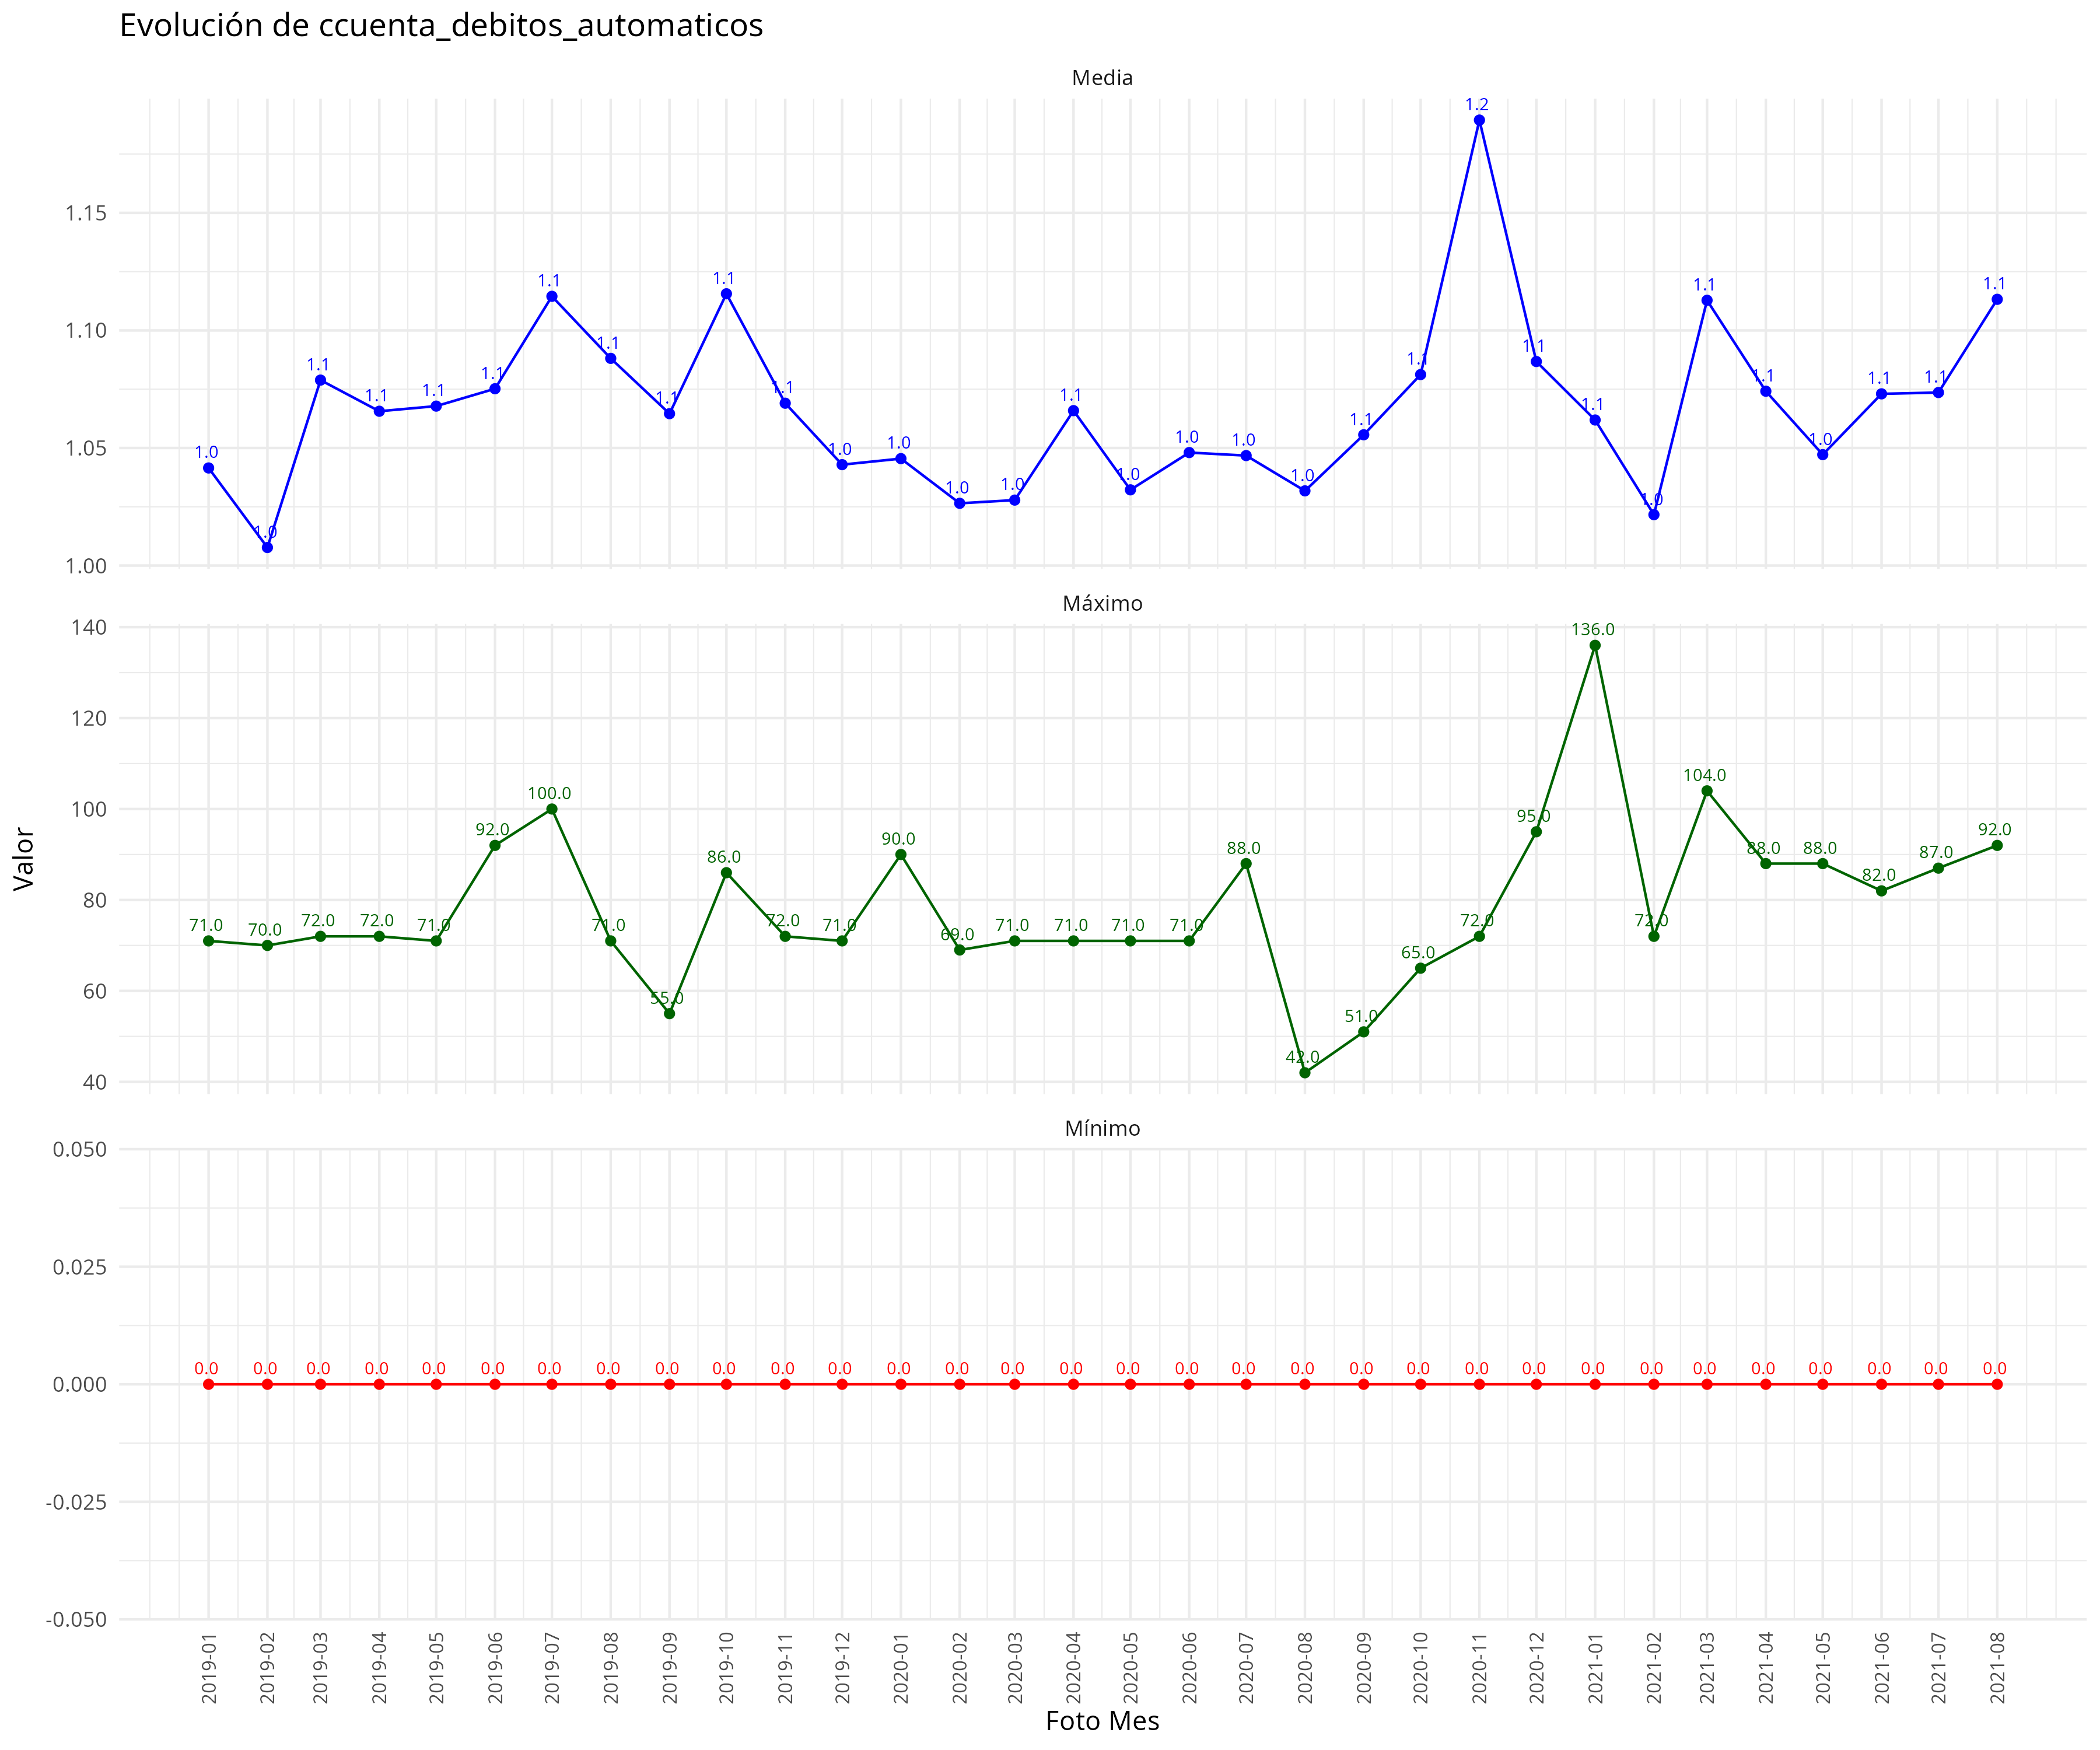 Evolución de ccuenta_debitos_automaticos
Media
1.15
1.10
1.05
1.00
1.0 1.0 1.1 1.1 1.1 1.1 1.1 1.1 1.1 1.1 1.1 1.0 1.0 1.0 1.0 1.1 1.0 1.0 1.0 1.0 1.1 1.1 1.2 1.1 1.1 1.0 1.1 1.1 1.0 1.1 1.1 1.1
Máximo
140
120
100
80
60
40
71.0 70.0 72.0 72.0 71.0 92.0 100.0 71.0 55.0 86.0 72.0 71.0 90.0 69.0 71.0 71.0 71.0 71.0 88.0 42.0 51.0 65.0 72.0 95.0 136.0 72.0 104.0 88.0 88.0 82.0 87.0 92.0
Mínimo
0.050
0.025
0.000
-0.025
-0.050
0.0 0.0 0.0 0.0 0.0 0.0 0.0 0.0 0.0 0.0 0.0 0.0 0.0 0.0 0.0 0.0 0.0 0.0 0.0 0.0 0.0 0.0 0.0 0.0 0.0 0.0 0.0 0.0 0.0 0.0 0.0 0.0
Valor
2019-01 2019-02 2019-03 2019-04 2019-05 2019-06 2019-07 2019-08 2019-09 2019-10 2019-11 2019-12 2020-01 2020-02 2020-03 2020-04 2020-05 2020-06 2020-07 2020-08 2020-09 2020-10 2020-11 2020-12 2021-01 2021-02 2021-03 2021-04 2021-05 2021-06 2021-07 2021-08
Foto Mes